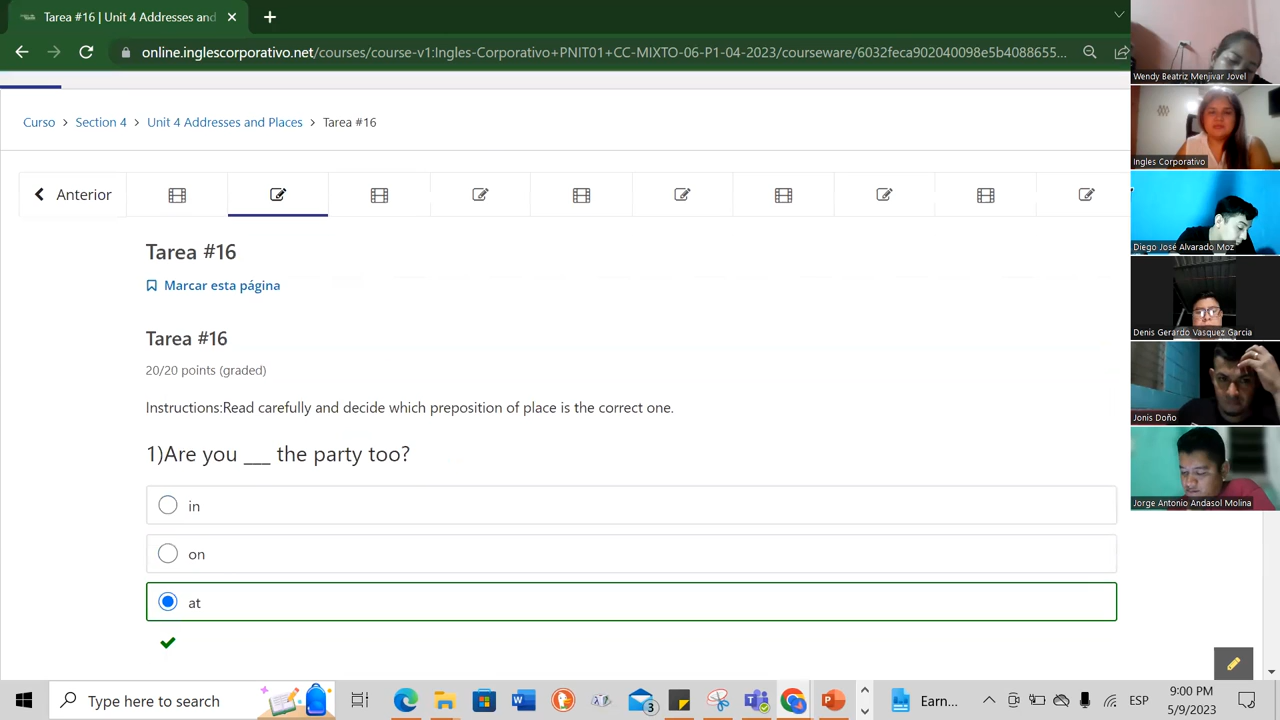 Tarea #16 | Unit 4 Addresses and
online.inglescorporativo.net/courses/course-v1:Ingles-Corporativo+PNIT01+CC-MIXTO-06-P1-04-2023/courseware/6032feca902040098e5b4088655...
Curso > Section 4 > Unit 4 Addresses and Places > Tarea #16
Anterior
Tarea #16
Marcar esta página
Tarea #16
20/20 points (graded)
Instructions:Read carefully and decide which preposition of place is the correct one.
1)Are you ___ the party too?
in
on
at
Wendy Beatriz Menjivar Jovel
Ingles Corporativo
Diego José Alvarado Moz
Denis Gerardo Vasquez Garcia
Jonis Doño
Jorge Antonio Andasol Molina
Type here to search
3
Earn...
ESP
9:00 PM
5/9/2023